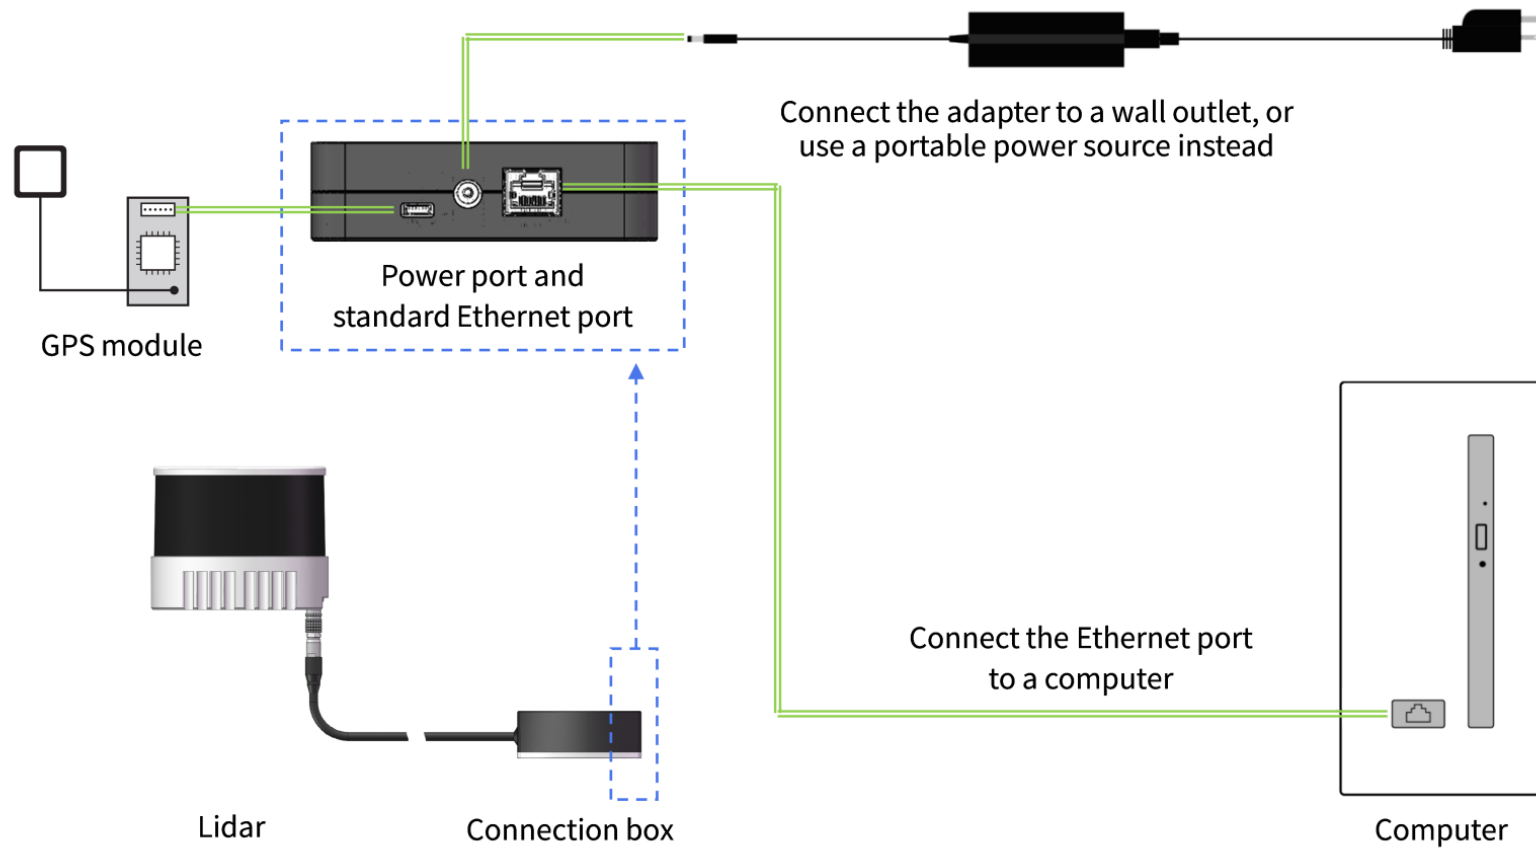 Connect the adapter to a wall outlet, or
use a portable power source instead
Power port and
standard Ethernet port
GPS module
Connect the Ethernet port
to a computer
Lidar
Connection box
Computer